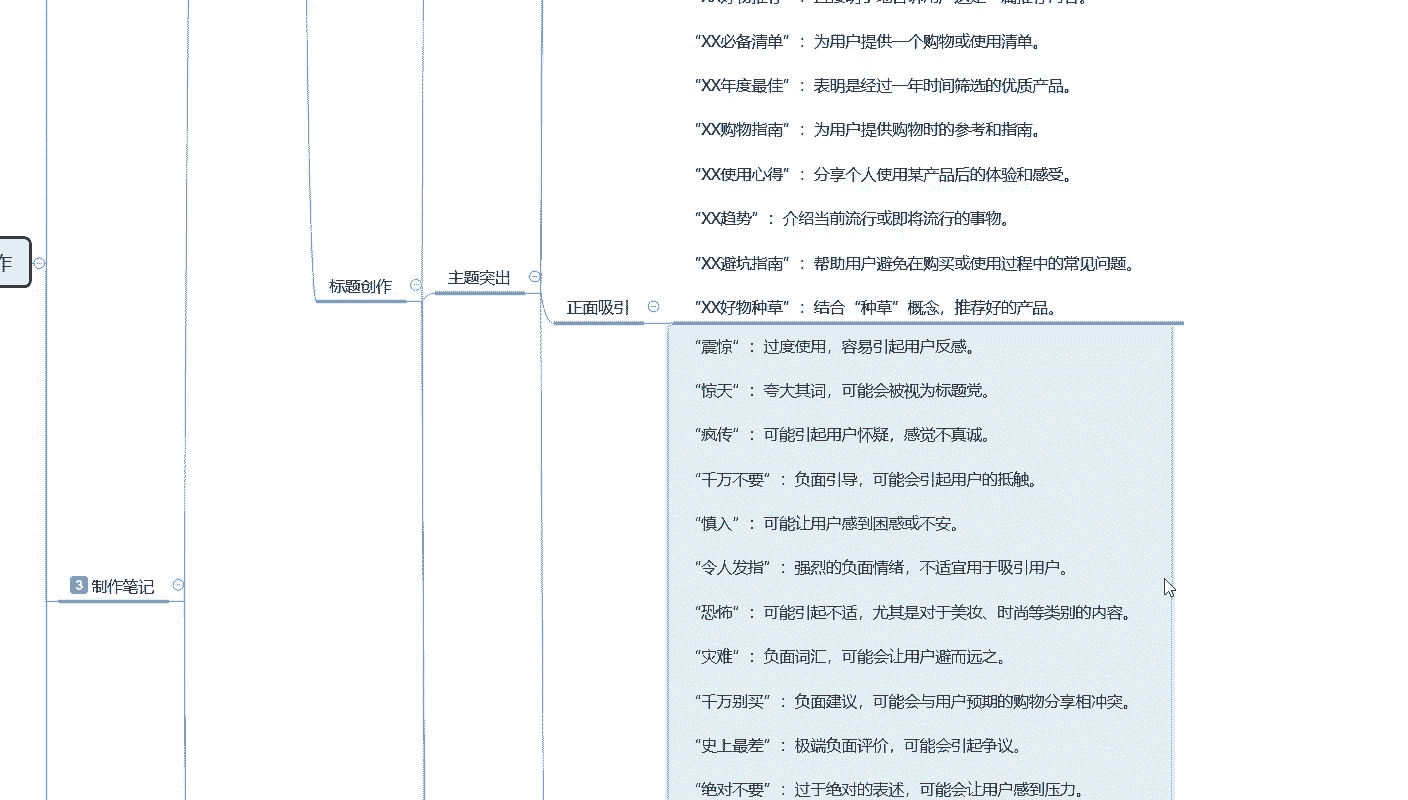 "XX必备清单"：为用户提供一个购物或使用清单。
"XX年度最佳"：表明是经过一年时间筛选的优质产品。
"XX购物指南"：为用户提供购物时的参考和指南。
"XX使用心得"：分享个人使用某产品后的体验和感受。
"XX趋势"：介绍当前流行或即将流行的事物。
作
"XX避坑指南"：帮助用户避免在购买或使用过程中的常见问题。
标题创作
主题突出
正面吸引
"XX好物种草"：结合"种草"概念，推荐好的产品。
"震惊"：过度使用，容易引起用户反感。
"惊天"：夸大其词，可能会被视为标题党。
"疯传"：可能引起用户怀疑，感觉不真诚。
"千万不要"：负面引导，可能会引起用户的抵触。
"慎入"：可能让用户感到困惑或不安。
"令人发指"：强烈的负面情绪，不适宜用于吸引用户。
3 制作笔记
"恐怖"：可能引起不适，尤其是对于美妆、时尚等类别的内容。
"灾难"：负面词汇，可能会让用户避而远之。
"千万别买"：负面建议，可能会与用户预期的购物分享相冲突。
"史上最差"：极端负面评价，可能会引起争议。
"绝对不要"：过于绝对的表述，可能会让用户感到压力。